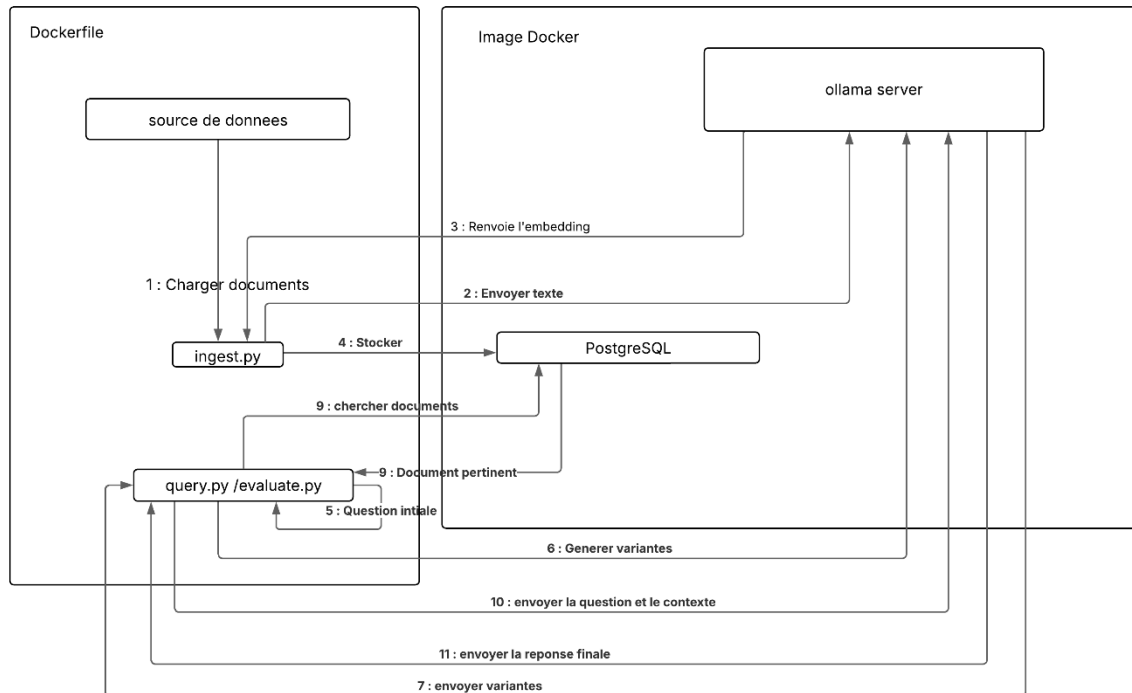 Dockerfile
Image Docker
ollama server
source de donnees
3 : Renvoie l'embedding
1 : Charger documents
2 : Envoyer texte
4 : Stocker
PostgreSQL
ingest.py
9 : chercher documents
9 : Document pertinent
query.py /evaluate.py
5 : Question intiale
6 : Generer variantes
10 : envoyer la question et le contexte
11 : envoyer la reponse finale
7 : envoyer variantes